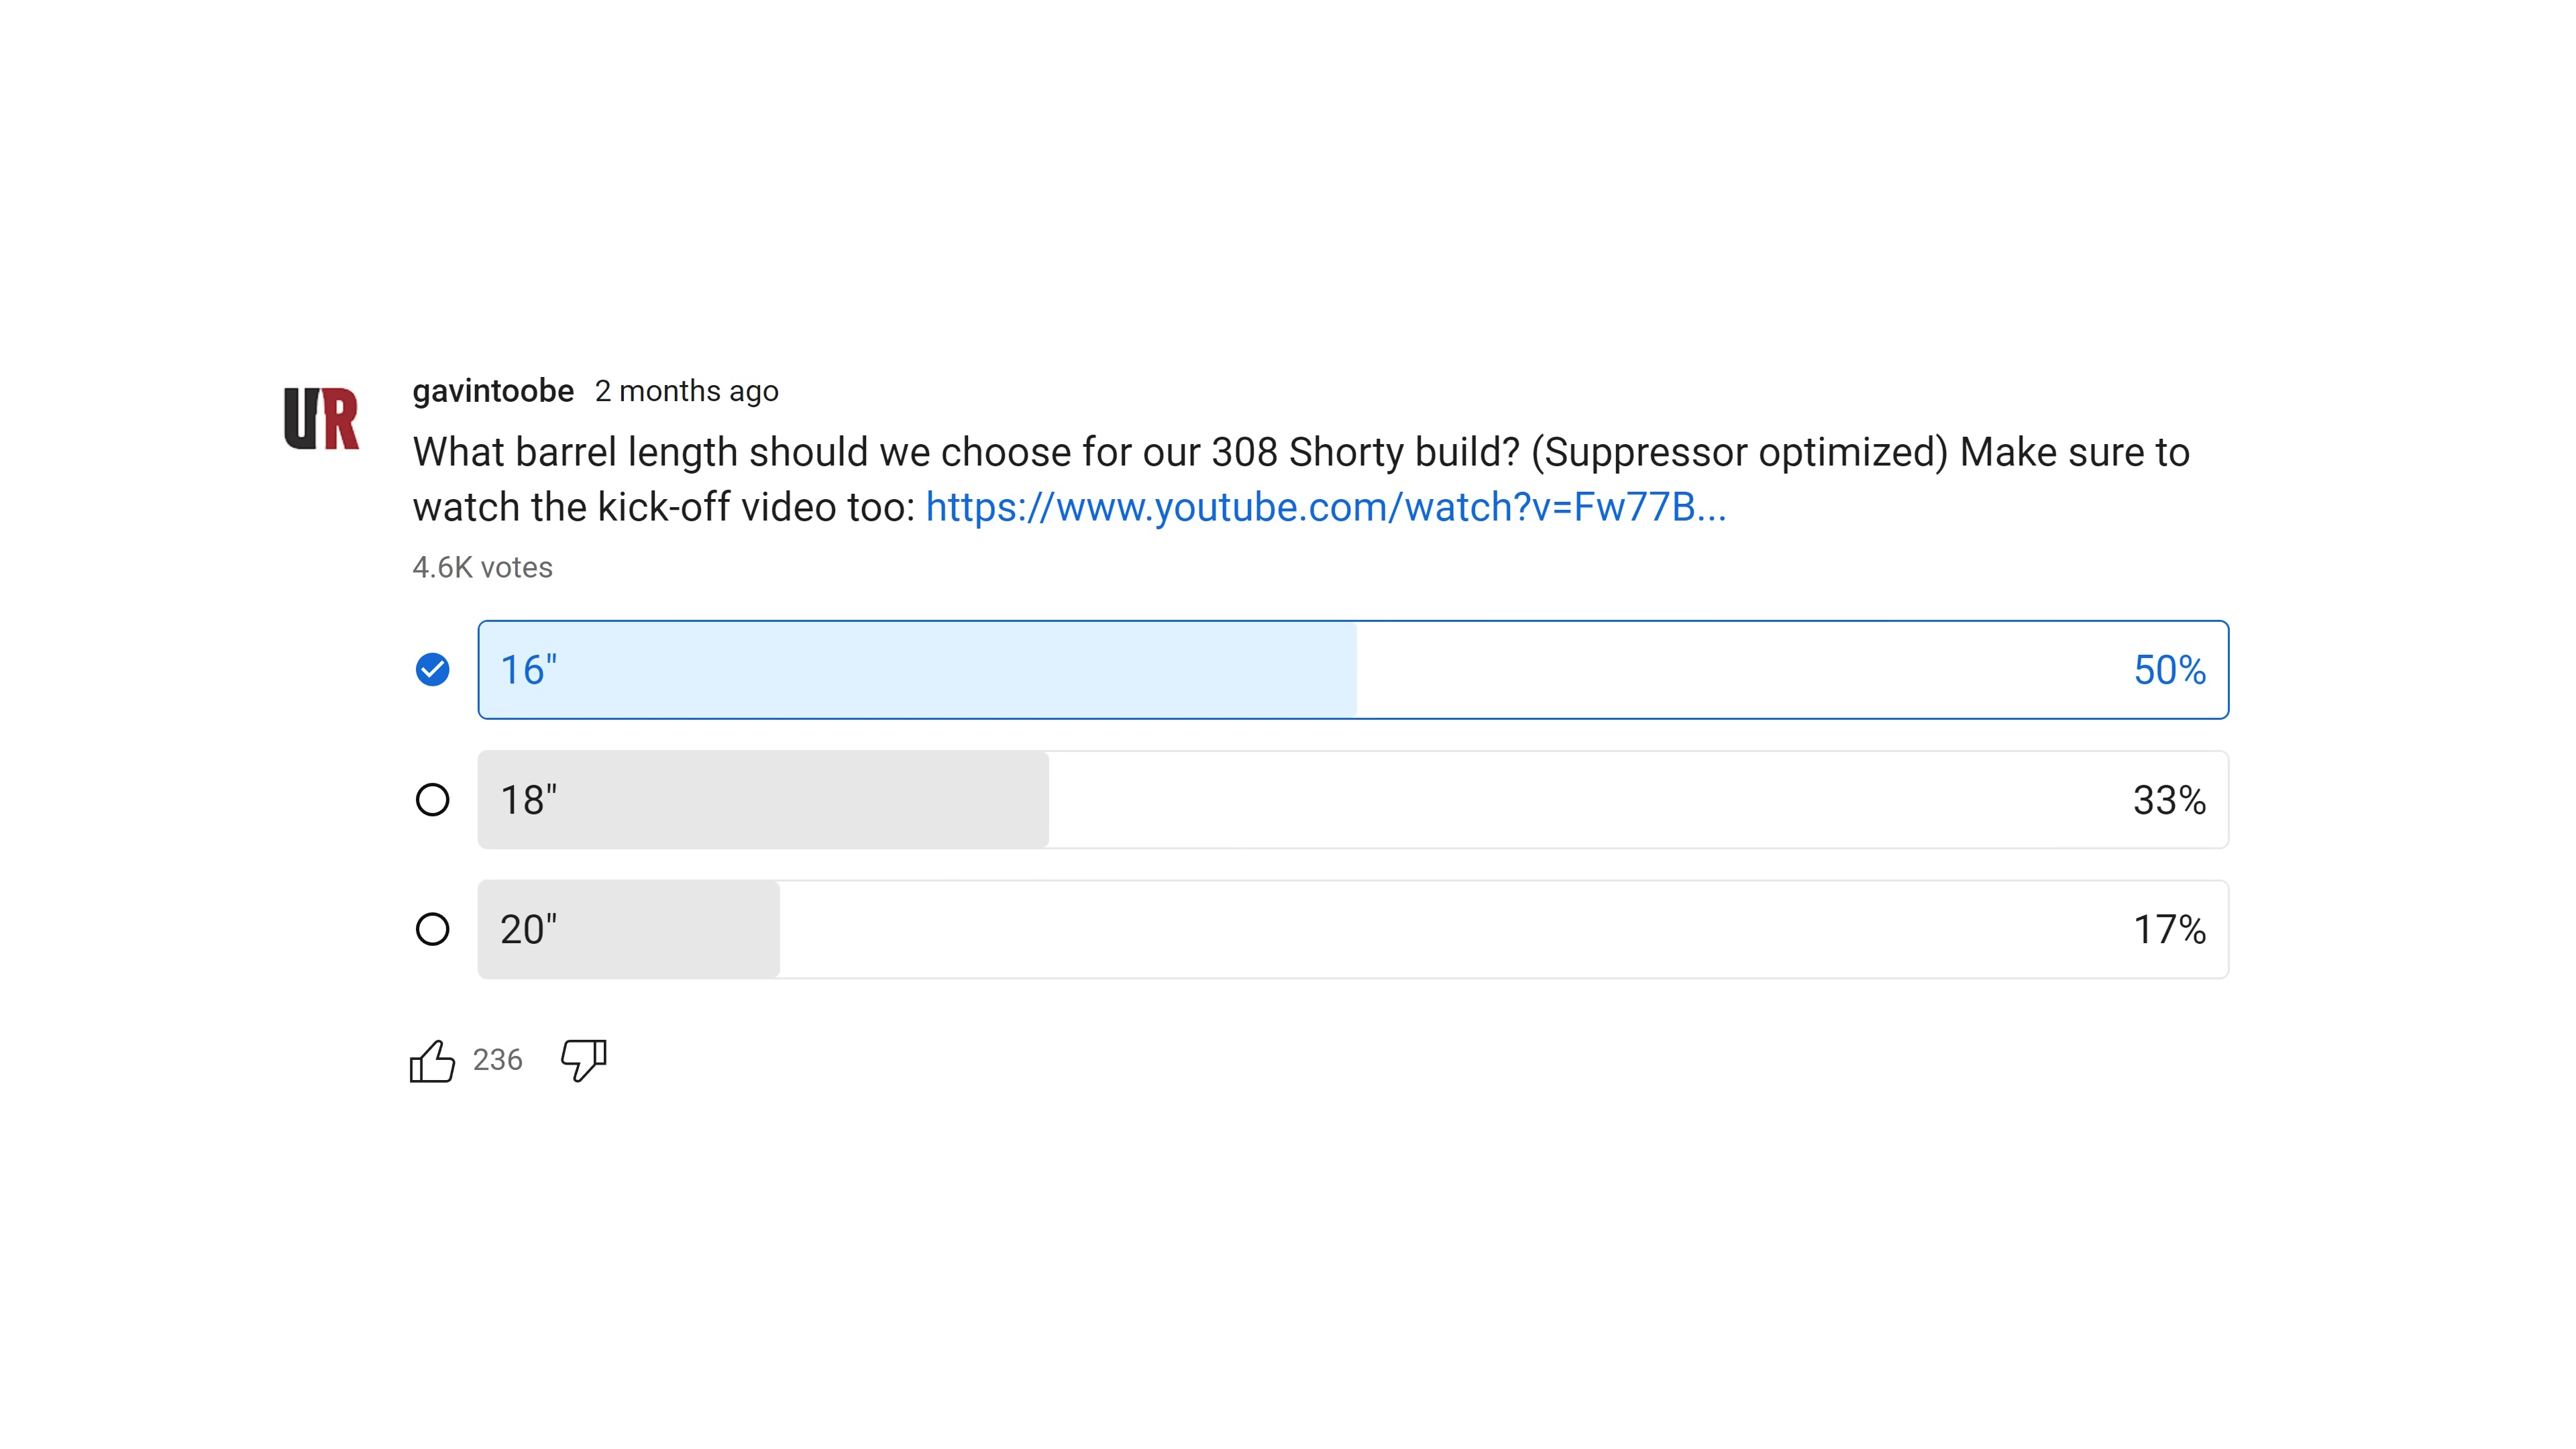 UR
gavintoobe 2 months ago
What barrel length should we choose for our 308 Shorty build? (Suppressor optimized) Make sure to
watch the kick-off video too: https://www.youtube.com/watch?v=Fw77B...
4.6K votes
16" 50%
18" 33%
20" 17%
236